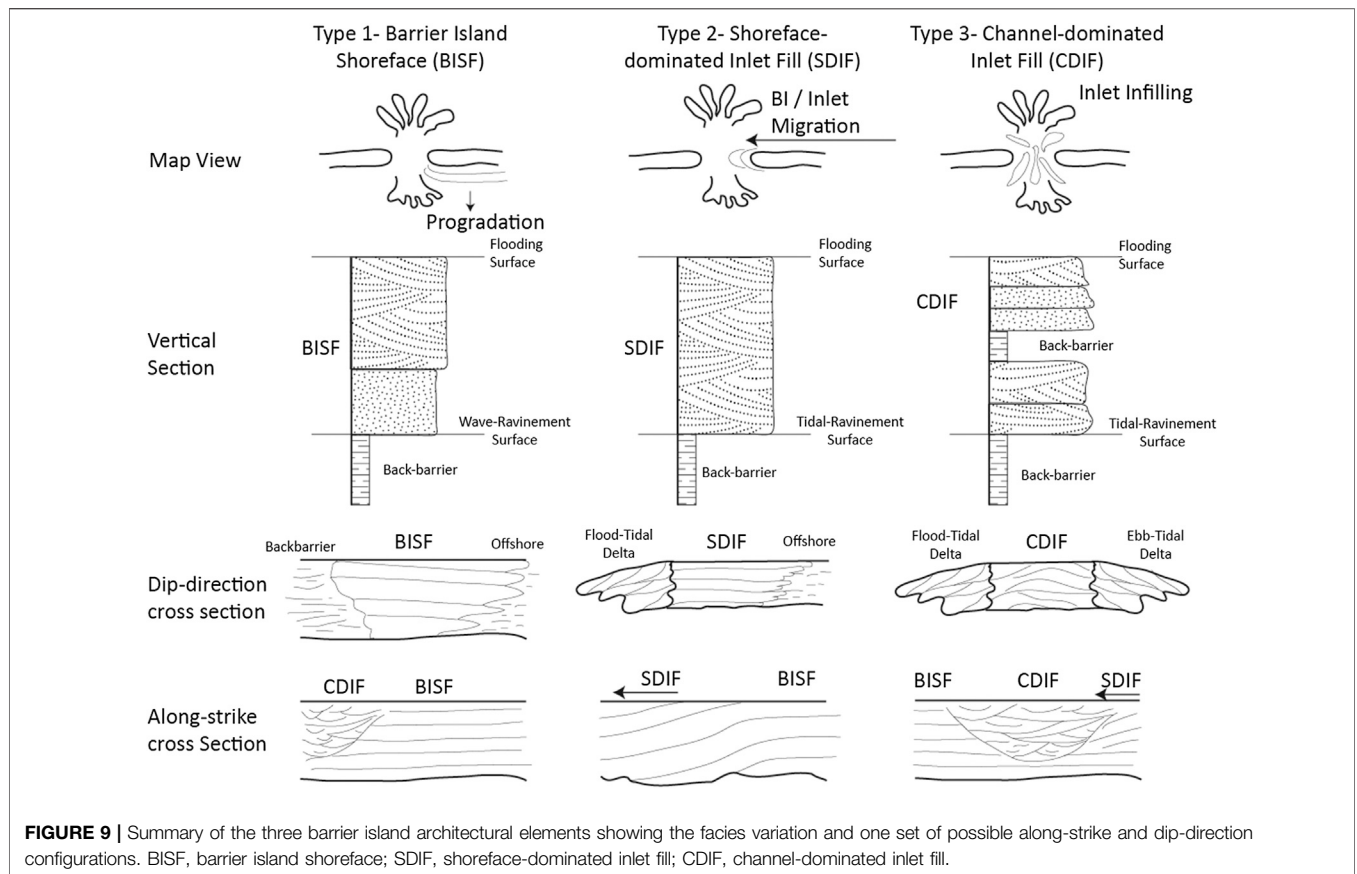 Type 1- Barrier Island
Shoreface (BISF)
Type 2- Shoreface-
dominated Inlet Fill (SDIF)
Type 3- Channel-dominated
Inlet Fill (CDIF)
Map View
Progradation
BI / Inlet
Migration
Inlet Infilling
Vertical
Section
Flooding
Surface
BISF
Wave-Ravinement
Surface
Back-barrier
Flooding
Surface
SDIF
Tidal-Ravinement
Surface
Back-barrier
Flooding
Surface
CDIF
Back-barrier
Tidal-Ravinement
Surface
Back-barrier
Dip-direction
cross section
Backbarrier
BISF
Offshore
Flood-Tidal
Delta
SDIF
Offshore
Flood-Tidal
Delta
CDIF
Ebb-Tidal
Delta
Along-strike
cross Section
CDIF
BISF
SDIF
BISF
BISF
CDIF
SDIF
FIGURE 9 | Summary of the three barrier island architectural elements showing the facies variation and one set of possible along-strike and dip-direction
configurations. BISF, barrier island shoreface; SDIF, shoreface-dominated inlet fill; CDIF, channel-dominated inlet fill.